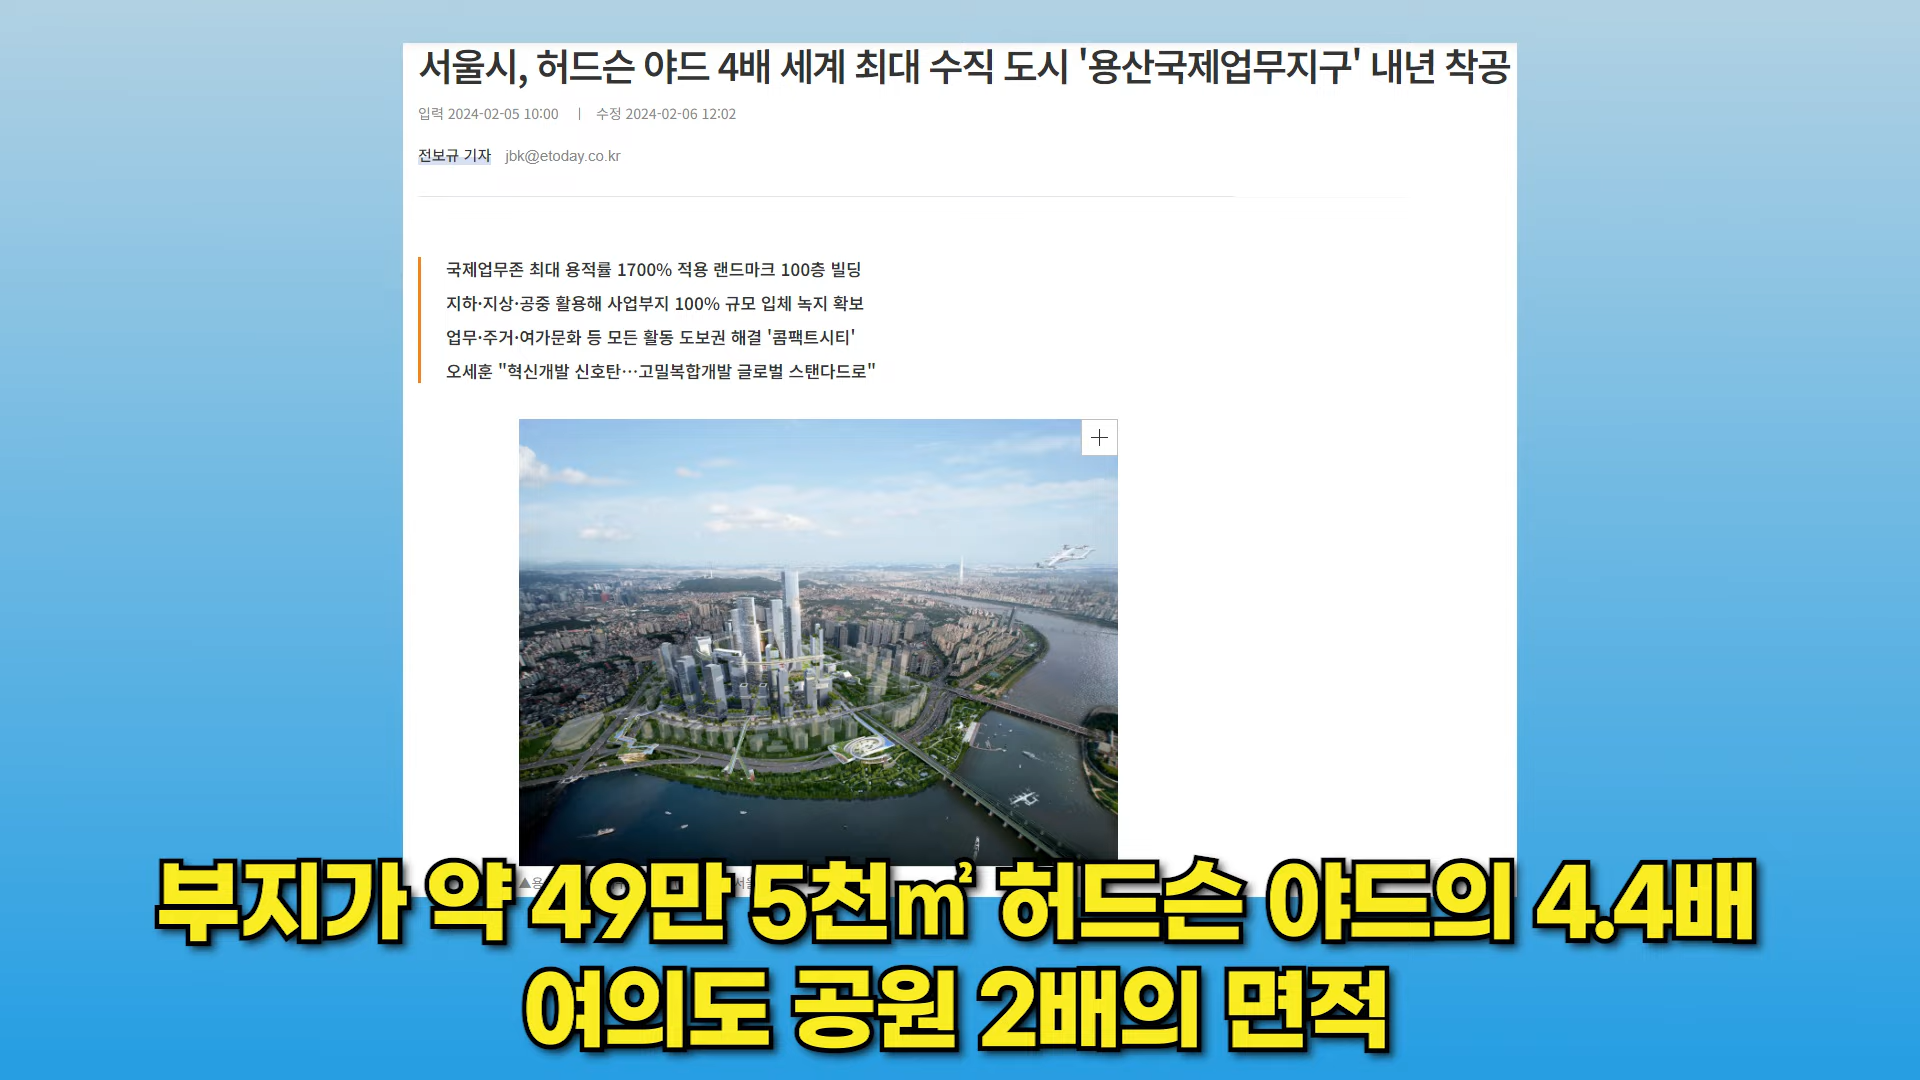 서울시, 허드슨 야드 4배 세계 최대 수직 도시 '용산국제업무지구' 내년 착공
입력 2024-02-05 10:00 | 수정 2024-02-06 12:02
전보규 기자 jbk@etoday.co.kr
국제업무존 최대 용적률 1700% 적용 랜드마크 100층 빌딩
지하·지상·공중 활용해 사업부지 100% 규모 입체 녹지 확보
업무·주거·여가문화 등 모든 활동 도보권 해결 '콤팩트시티'
오세훈 "혁신개발 신호탄…고밀복합개발 글로벌 스탠다드로"
부지가 약 49만 5천㎡ 허드슨 야드의 4.4배
여의도 공원 2배의 면적